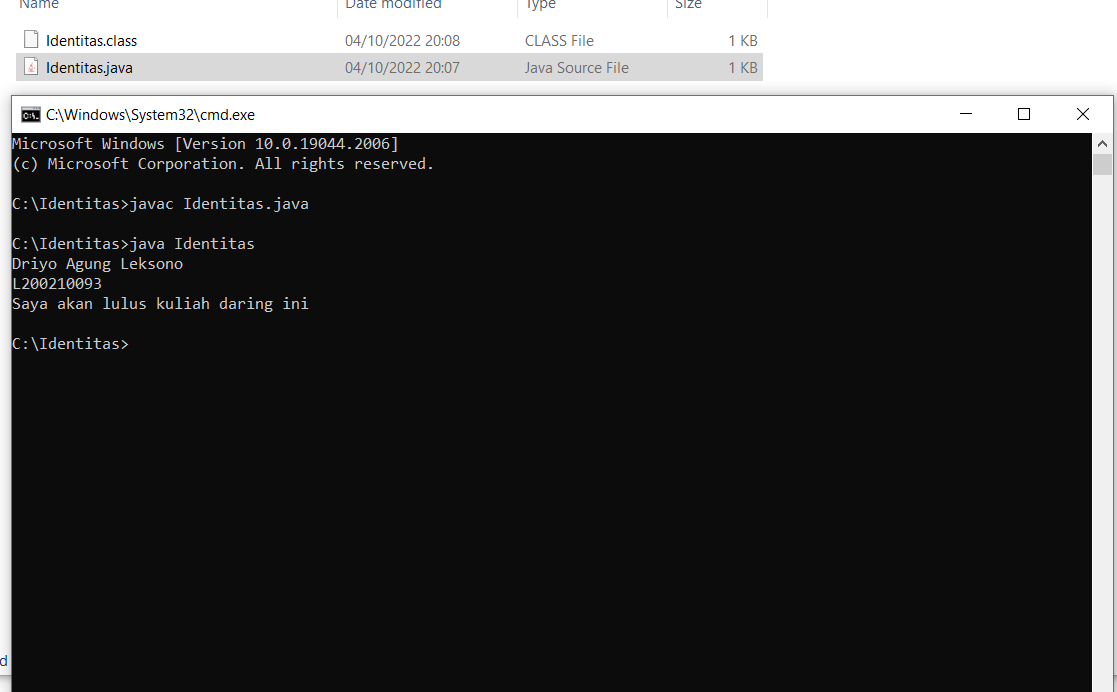 Name Date modified Type Size
Identitas.class 04/10/2022 20:08 CLASS File 1 KB
Identitas.java 04/10/2022 20:07 Java Source File 1 KB
C:\Windows\System32\cmd.exe
Microsoft Windows [Version 10.0.19044.2006]
(c) Microsoft Corporation. All rights reserved.
C:\Identitas>javac Identitas.java
C:\Identitas>java Identitas
Driyo Agung Leksono
L200210093
Saya akan lulus kuliah daring ini
C:\Identitas>
d